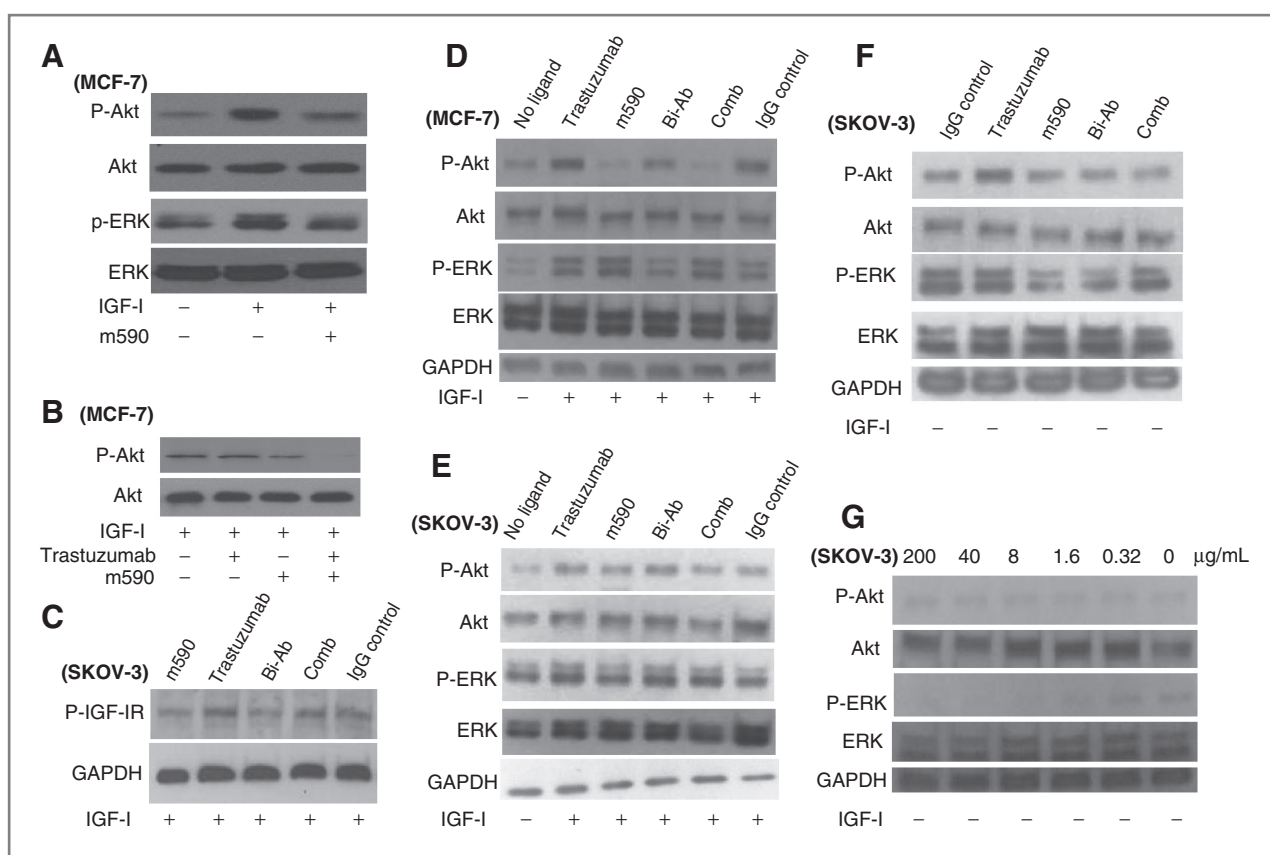 A
(MCF-7)
P-Akt
Akt
p-ERK
ERK
IGF-I – + +
m590 – – +
B (MCF-7)
P-Akt
Akt
IGF-I + + + +
Trastuzumab – + – +
m590 – – + +
C
(SKOV-3) m590 Trastuzumab Bi-Ab Comb IgG control
P-IGF-IR
GAPDH
IGF-I + + + + +
D
(MCF-7) No ligand Trastuzumab m590 Bi-Ab Comb IgG control
P-Akt
Akt
P-ERK
ERK
GAPDH
IGF-I – + + + + +
E
(SKOV-3) No ligand Trastuzumab m590 Bi-Ab Comb IgG control
P-Akt
Akt
P-ERK
ERK
GAPDH
IGF-I – + + + + +
F
(SKOV-3) IgG control Trastuzumab m590 Bi-Ab Comb
P-Akt
Akt
P-ERK
ERK
GAPDH
IGF-I – – – – –
G
(SKOV-3) 200 40 8 1.6 0.32 0 μg/mL
P-Akt
Akt
P-ERK
ERK
GAPDH
IGF-I – – – – – –